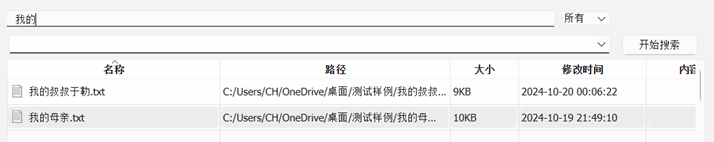 我的 所有
开始搜索
名称 路径 大小 修改时间 内容
我的叔叔于勒.txt C:/Users/CH/OneDrive/桌面/测试样例/我的叔叔... 9KB 2024-10-20 00:06:22
我的母亲.txt C:/Users/CH/OneDrive/桌面/测试样例/我的母... 10KB 2024-10-19 21:49:10